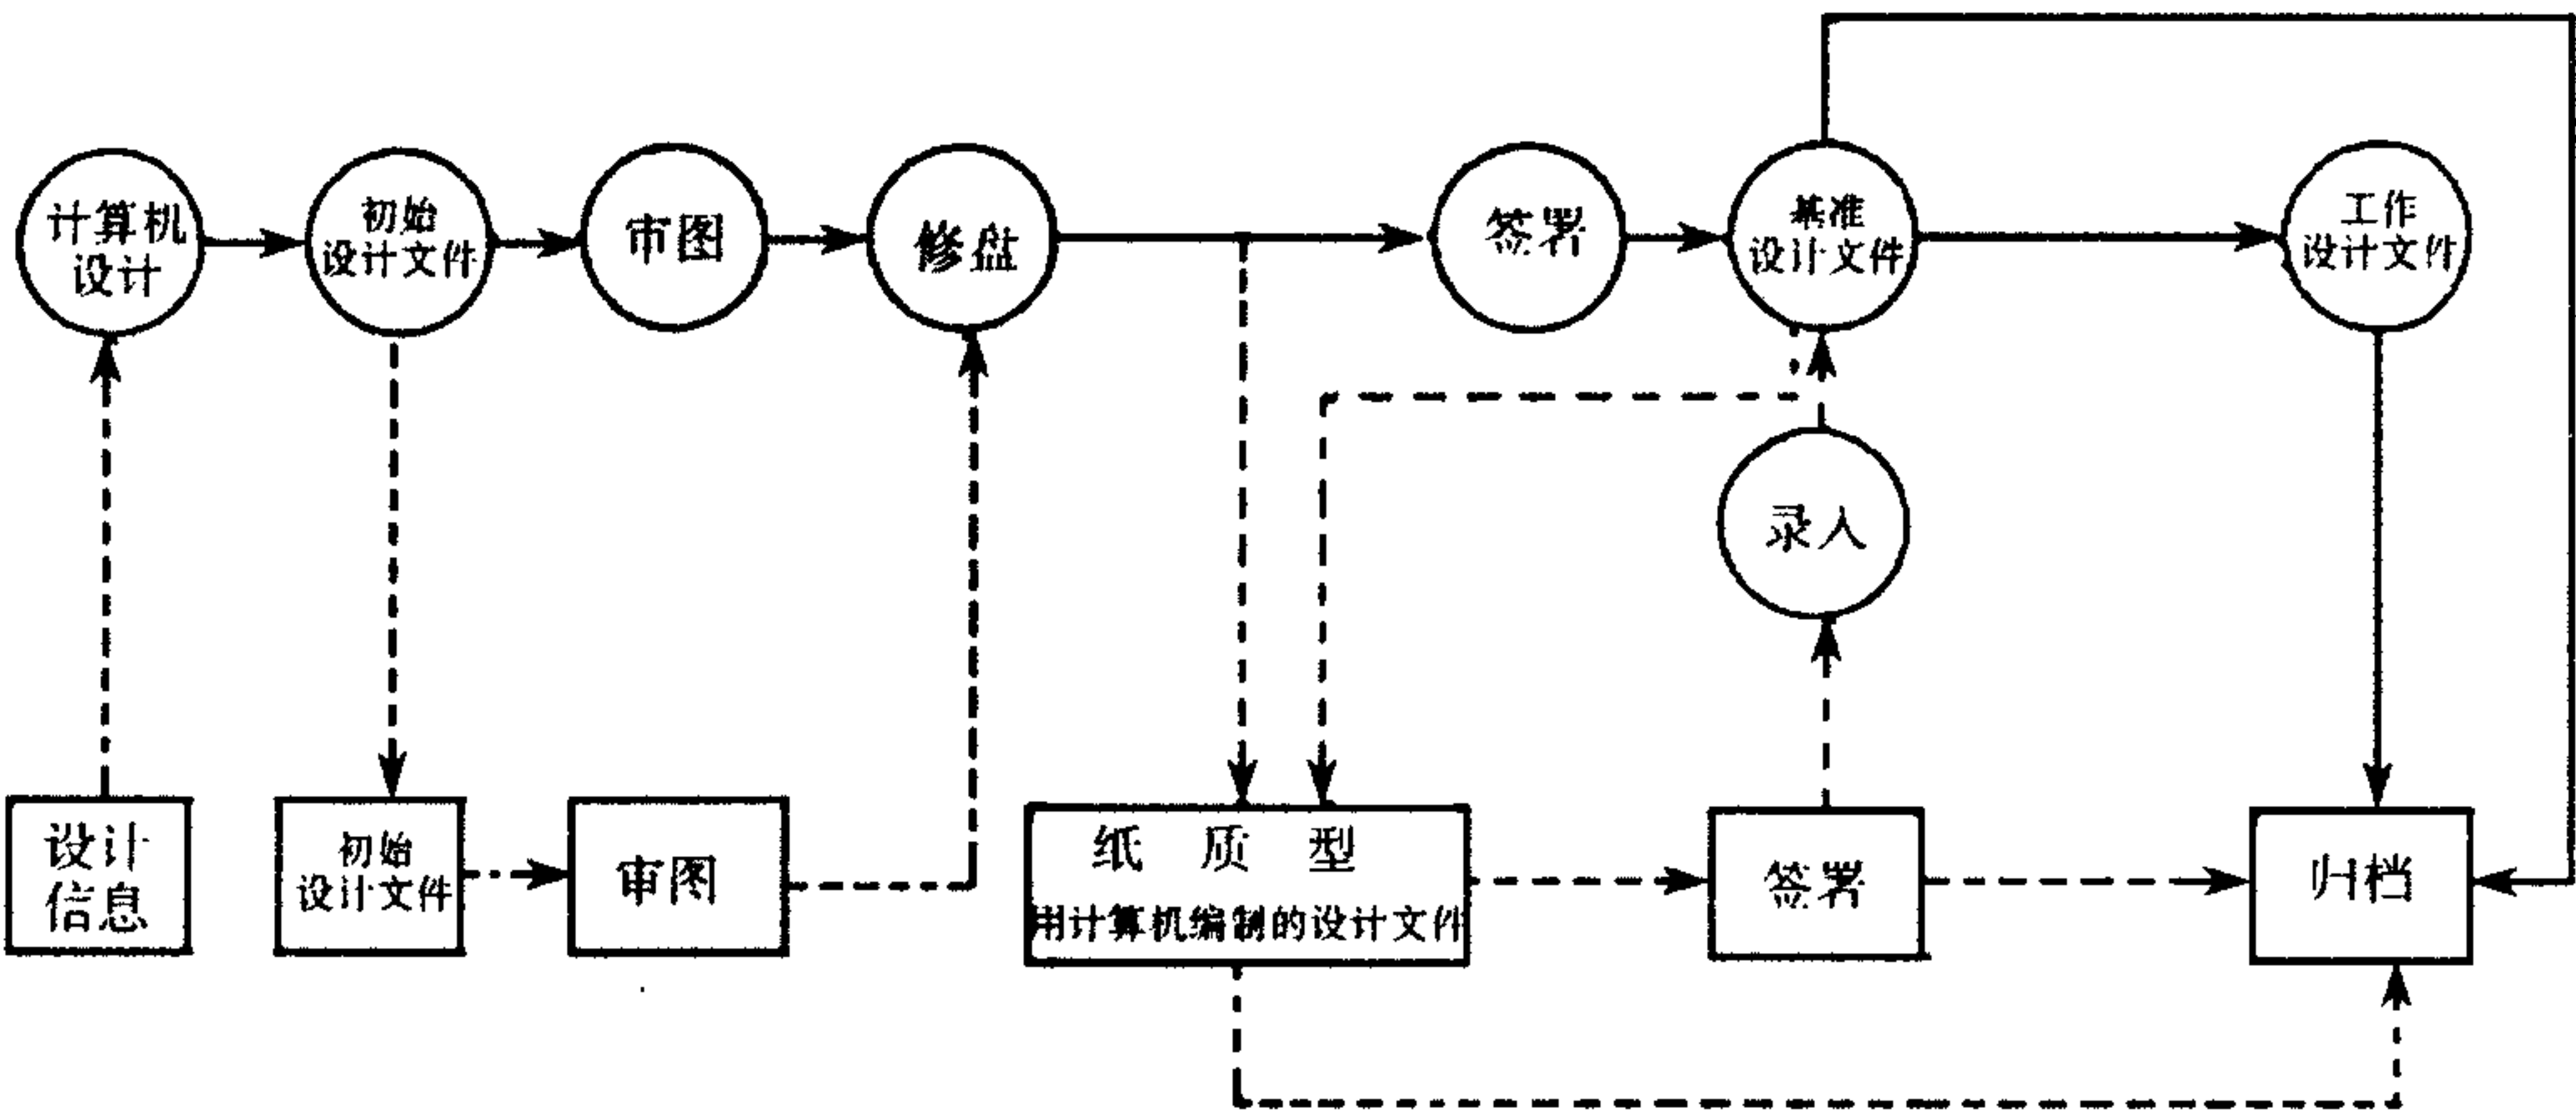 计算机
设计
初始
设计文件
审图
修盘
签署
基准
设计文件
工作
设计文件
录入
设计
信息
初始
设计文件
审图
纸 质 型
用计算机编制的设计文件
签署
归档